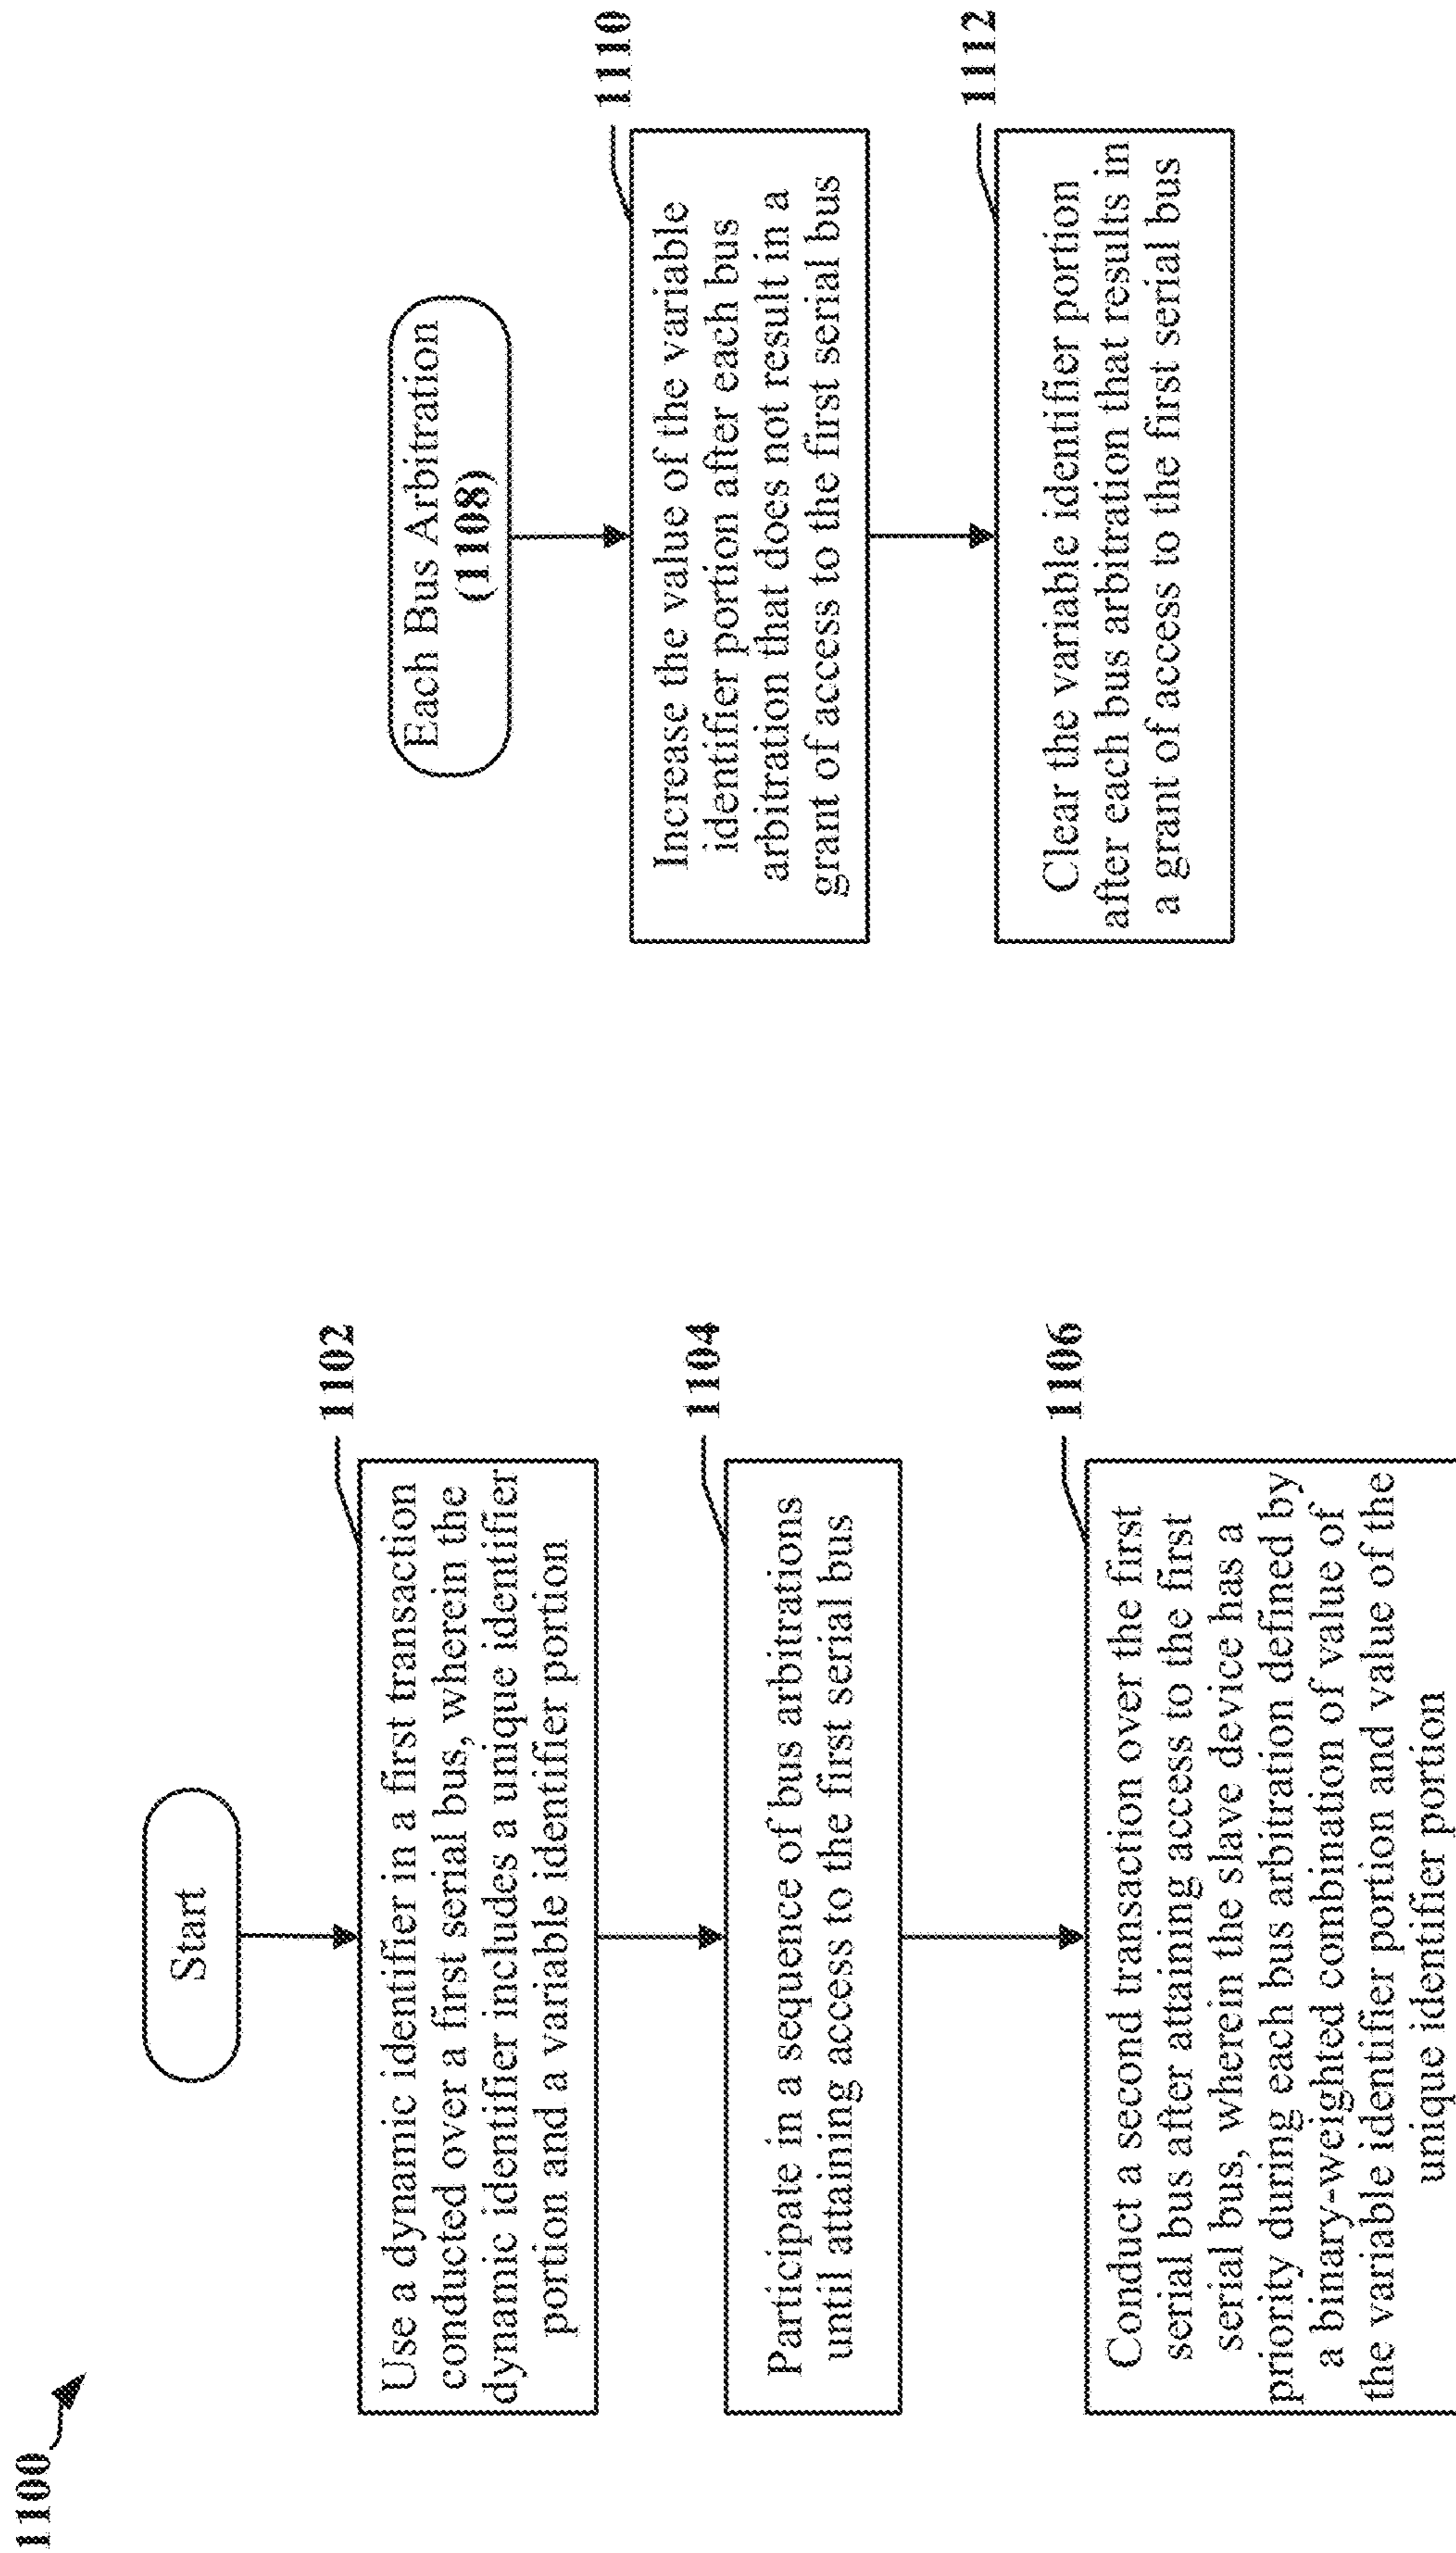 1100
Start
1102
Use a dynamic identifier in a first transaction
conducted over a first serial bus, wherein the
dynamic identifier includes a unique identifier
portion and a variable identifier portion
1104
Participate in a sequence of bus arbitrations
until attaining access to the first serial bus
1106
Conduct a second transaction over the first
serial bus after attaining access to the first
serial bus, wherein the slave device has a
priority during each bus arbitration defined by
a binary-weighted combination of value of
the variable identifier portion and value of the
unique identifier portion
Each Bus Arbitration
(1108)
1110
Increase the value of the variable
identifier portion after each bus
arbitration that does not result in a
grant of access to the first serial bus
1112
Clear the variable identifier portion
after each bus arbitration that results in
a grant of access to the first serial bus